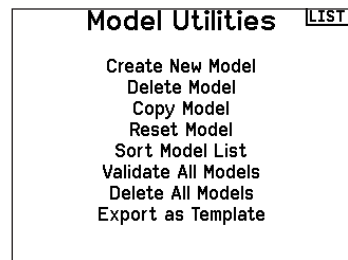 Model Utilities LIST
Create New Model
Delete Model
Copy Model
Reset Model
Sort Model List
Validate All Models
Delete All Models
Export as Template